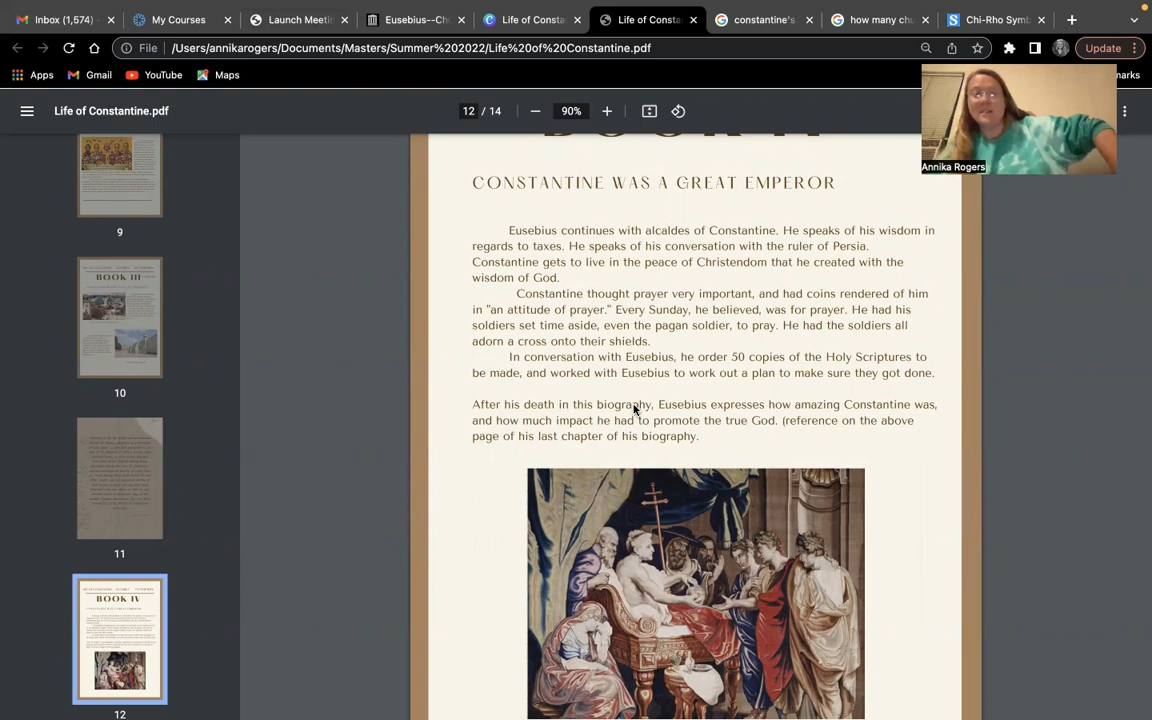 Inbox (1,574)
My Courses
Launch Meeti
Eusebius--Chu
Life of Consta
Life of Consta
constantine's
how many chu
Chi-Rho Symb
File /Users/annikarogers/Documents/Masters/Summer%202022/Life%20of%20Constantine.pdf
Update
Apps Gmail YouTube Maps
marks
Life of Constantine.pdf
12 / 14
90%
Annika Rogers
CONSTANTINE WAS A GREAT EMPEROR
Eusebius continues with alcaldes of Constantine. He speaks of his wisdom in
regards to taxes. He speaks of his conversation with the ruler of Persia.
Constantine gets to live in the peace of Christendom that he created with the
wisdom of God.
Constantine thought prayer very important, and had coins rendered of him
in "an attitude of prayer." Every Sunday, he believed, was for prayer. He had his
soldiers set time aside, even the pagan soldier, to pray. He had the soldiers all
adorn a cross onto their shields.
In conversation with Eusebius, he order 50 copies of the Holy Scriptures to
be made, and worked with Eusebius to work out a plan to make sure they got done.
After his death in this biography, Eusebius expresses how amazing Constantine was,
and how much impact he had to promote the true God. (reference on the above
page of his last chapter of his biography.
9
BOOK III
10
11
BOOK IV
12